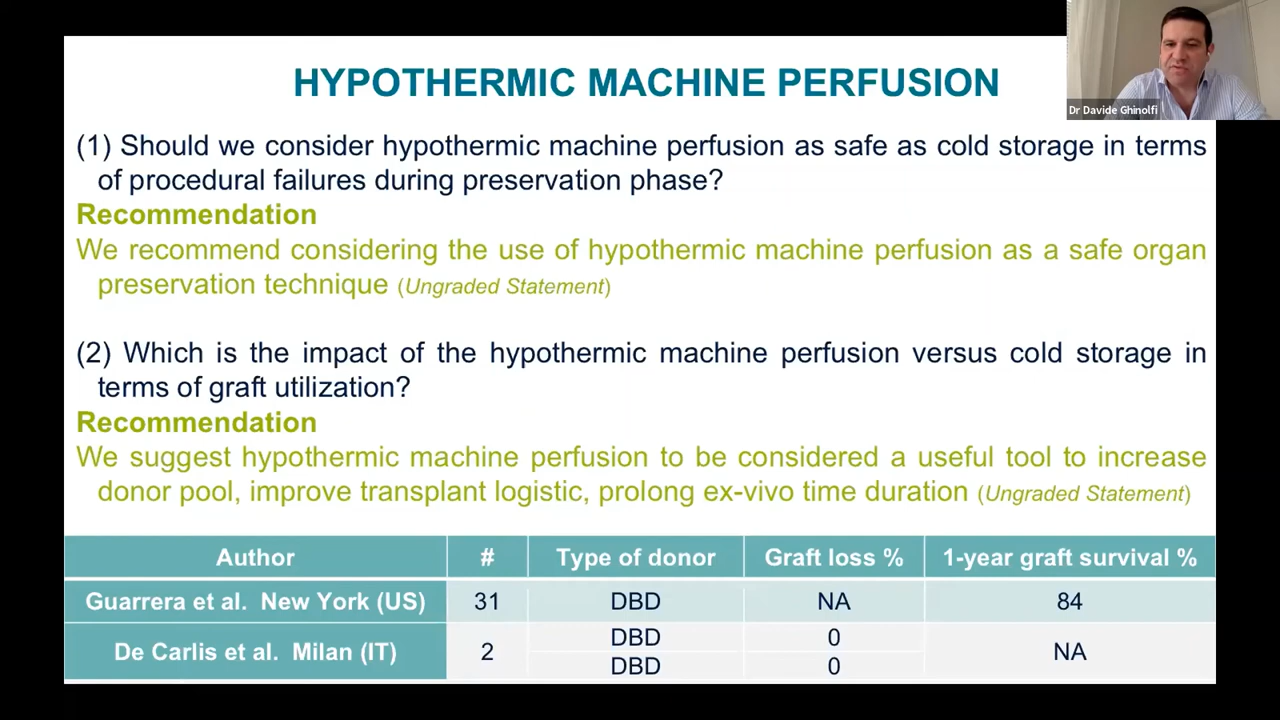 Dr Davide Ghinolfi
HYPOTHERMIC MACHINE PERFUSION
(1) Should we consider hypothermic machine perfusion as safe as cold storage in terms
of procedural failures during preservation phase?
Recommendation
We recommend considering the use of hypothermic machine perfusion as a safe organ
preservation technique (Ungraded Statement)
(2) Which is the impact of the hypothermic machine perfusion versus cold storage in
terms of graft utilization?
Recommendation
We suggest hypothermic machine perfusion to be considered a useful tool to increase
donor pool, improve transplant logistic, prolong ex-vivo time duration (Ungraded Statement)
Author # Type of donor Graft loss % 1-year graft survival %
Guarrera et al. New York (US) 31 DBD NA 84
De Carlis et al. Milan (IT) 2 DBD 0 NA
DBD 0